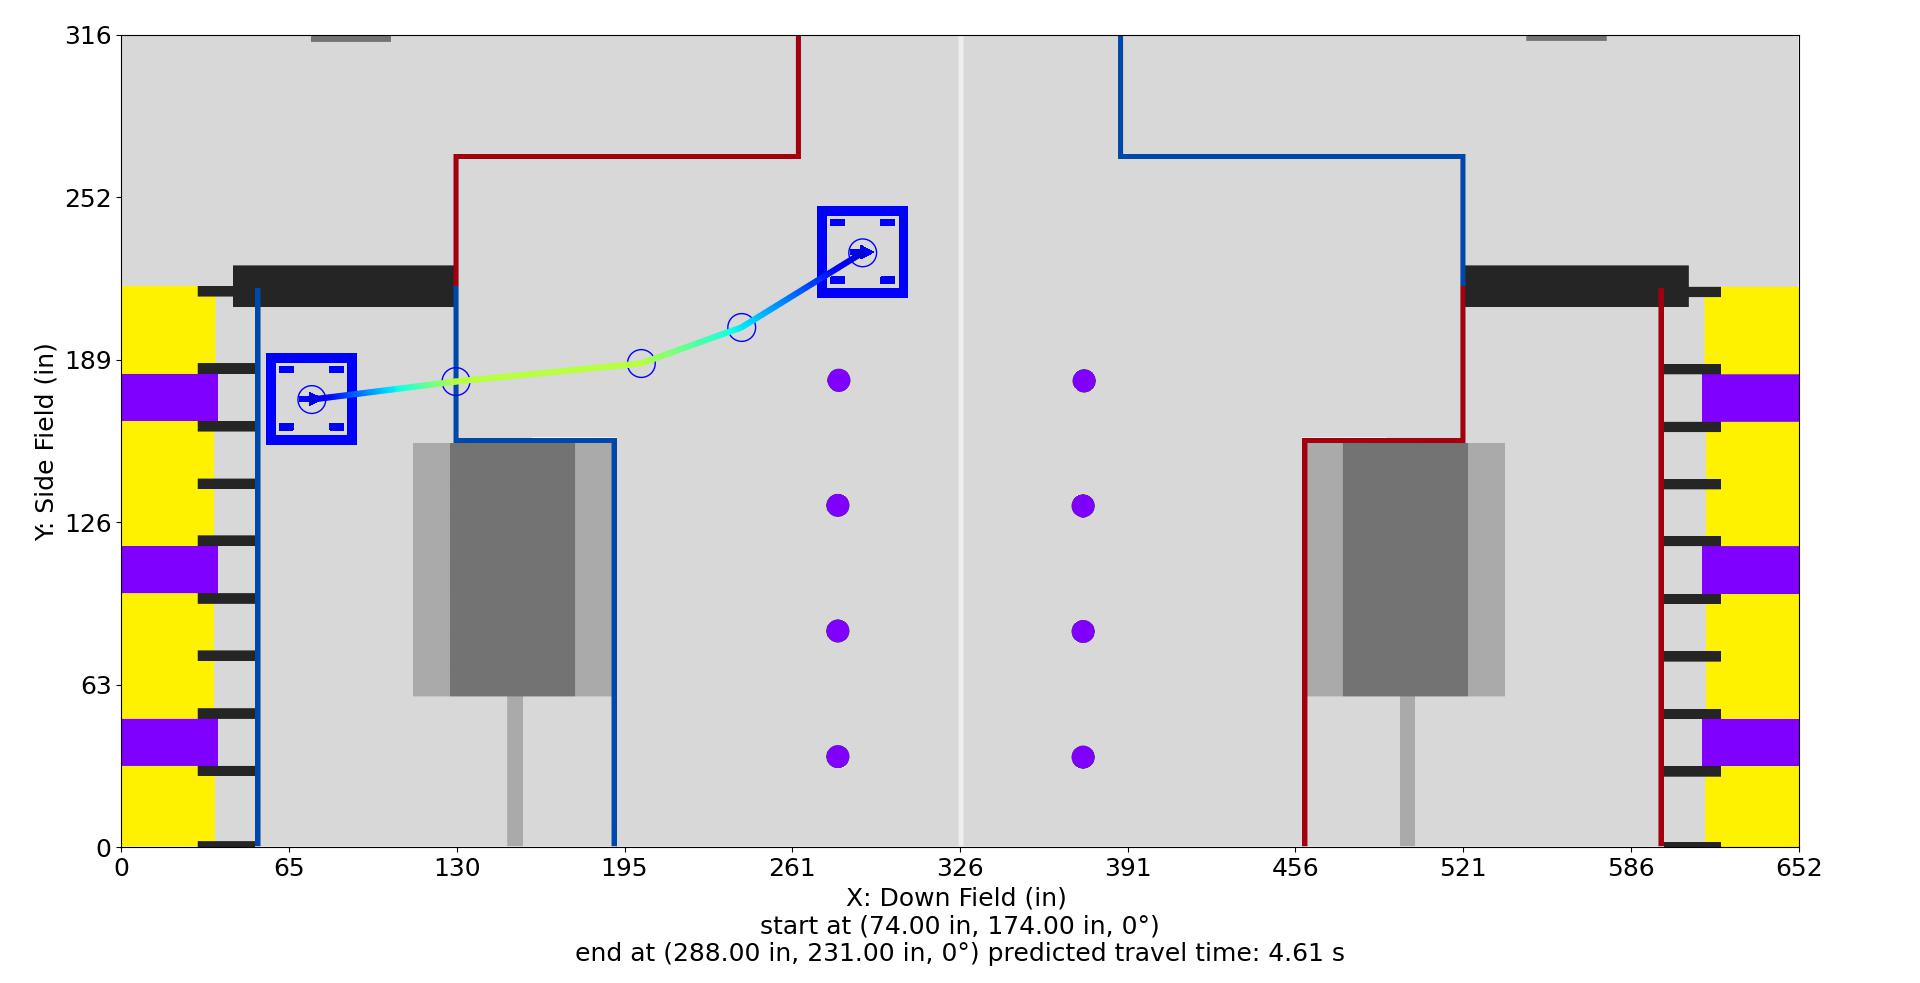 316
252
189
126
63
0
Y: Side Field (in)
0 65 130 195 261 326 391 456 521 586 652
X: Down Field (in)
start at (74.00 in, 174.00 in, 0°)
end at (288.00 in, 231.00 in, 0°) predicted travel time: 4.61 s